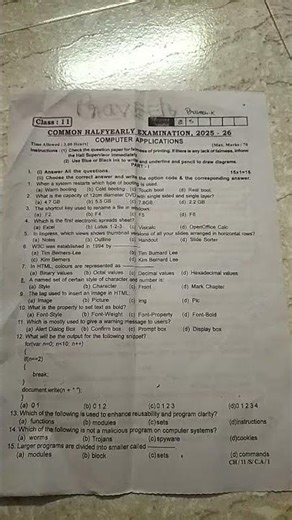 Class : 11
COMMON HALFYEARLY EXAMINATION, 2025 - 26
COMPUTER APPLICATIONS
Time Allowed : 3.00 Hours] [Max. Marks : 70
Instructions : (1) Check the question paper for fairness of printing. If there is any lack of fairness, inform the Hall Supervisor immediately.
(2) Use Blue or Black ink to write and underline and pencil to draw diagrams.
PART - I
I. (i) Answer All the questions. 15x1=15
(ii) Choose the correct answer and write the option code & the corresponding answer.
1. When a system restarts which type of booting is used.
(a) Warm booting (b) Cold booting (c) Touch boot (d) Real boot.
2. What is the capacity of 12cm diameter DVD with single sided and single layer?
(a) 4.7 GB (b) 5.5 GB (c) 7.8GB (d) 2.2 GB
3. The shortcut key used to rename a file in windows
(a) F2 (b) F4 (c) F5 (d) F6
4. Which is the first electronic spreadsheet?
(a) Excel (b) Lotus 1-2-3 (c) Visicalc (d) OpenOffice Calc
5. In Impress, which views shows thumbnail versions of all your slides arranged in horizontal rows?
(a) Notes (b) Outline (c) Handout (d) Slide Sorter
6. W3C was established in 1994 by
(a) Tim Berners-Lee (b) Tim Burnard Lee
(c) Kim Berners (d) Kim Bernard Lee
7. In HTML, colours are represented as
(a) Binary values (b) Octal values (c) Decimal values (d) Hexadecimal values
8. A named set of certain style of character and number is:
(a) Style (b) Character (c) Front (d) Mark Chapter
9. The tag used to insert an image in HTML.
(a) Image (b) Picture (c) Img (d) Pic
10. What is the property to set text as bold?
(a) Font-Style (b) Font-Weight (c) Font-Property (d) Font-Bold
11. Which is mostly used to give a warning message to users?
(a) Alert Dialog Box (b) Confirm box (c) Prompt box (d) Display box
12. What will be the output for the following snippet?
for(var n=0; n<10; n++)
{
if(n==2)
{
break;
}
document.write(n + " ");
}
(a) 0 1 (b) 0 1 2 (c) 0 1 2 3 (d) 0 1 2 3 4
13. Which of the following is used to enhance reusability and program clarity?
(a) functions (b) modules (c) sets (d) instructions
14. Which of the following is not a malicious program on computer systems?
(a) worms (b) Trojans (c) spyware (d) cookies
15. Larger programs are divided into smaller called
(a) modules (b) block (c) sets (d) commands
CH/11/S/ C.A/1